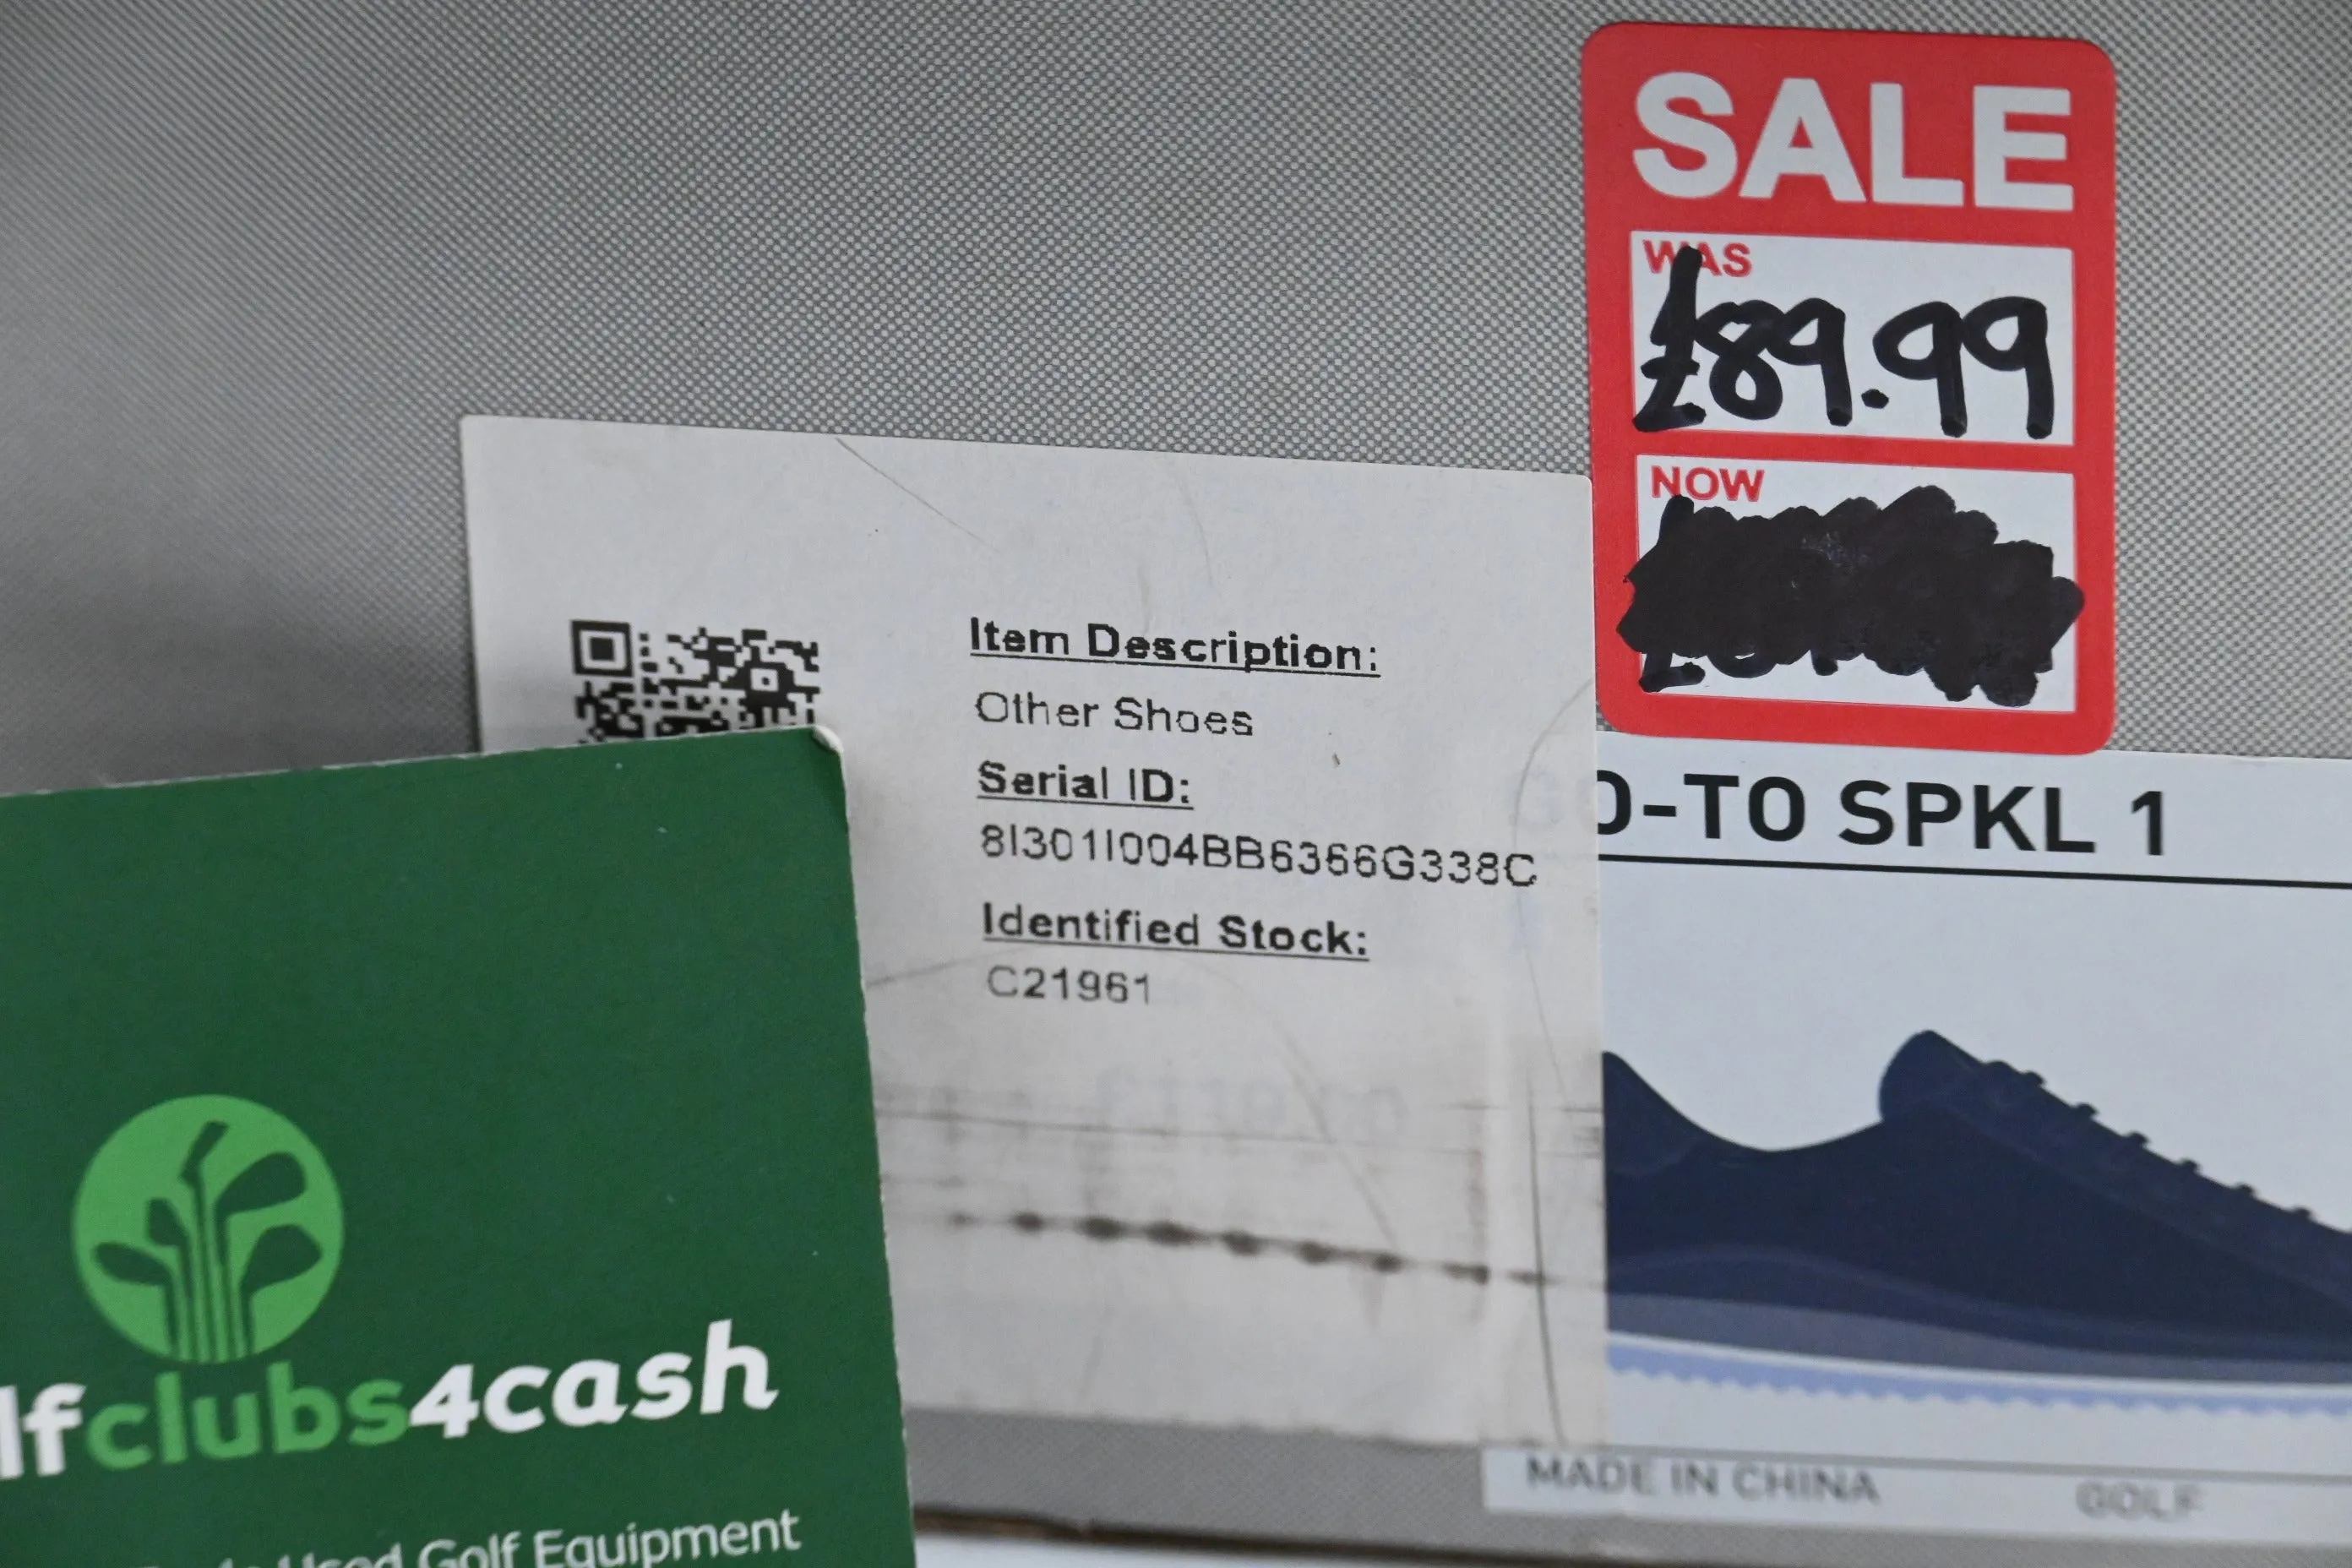 SALE
WAS
£89.99
NOW
Item Description:
Other Shoes
Serial ID:
8I301I004BB6366G338C
Identified Stock:
C21961
O-TO SPKL 1
MADE IN CHINA
GOLF
lfclubs4cash
Used Golf Equipment